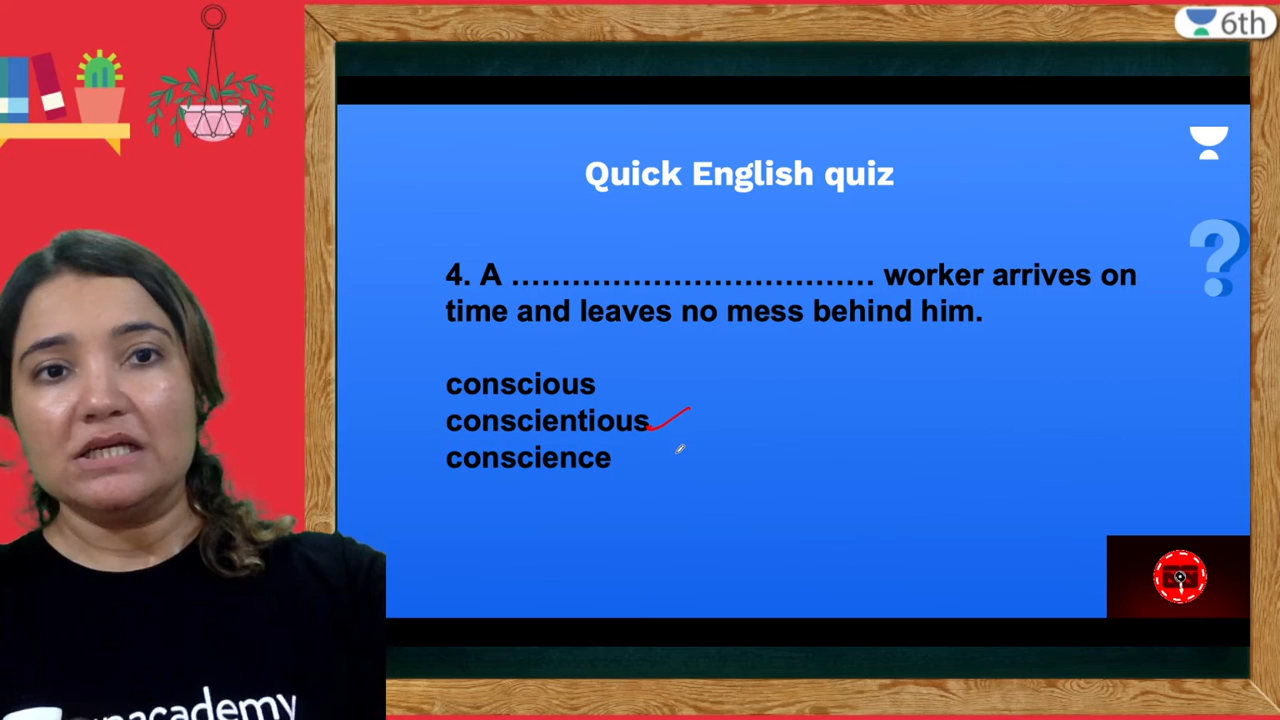 6th
Quick English quiz
4. A .................................... worker arrives on
time and leaves no mess behind him.
conscious
conscientious
conscience